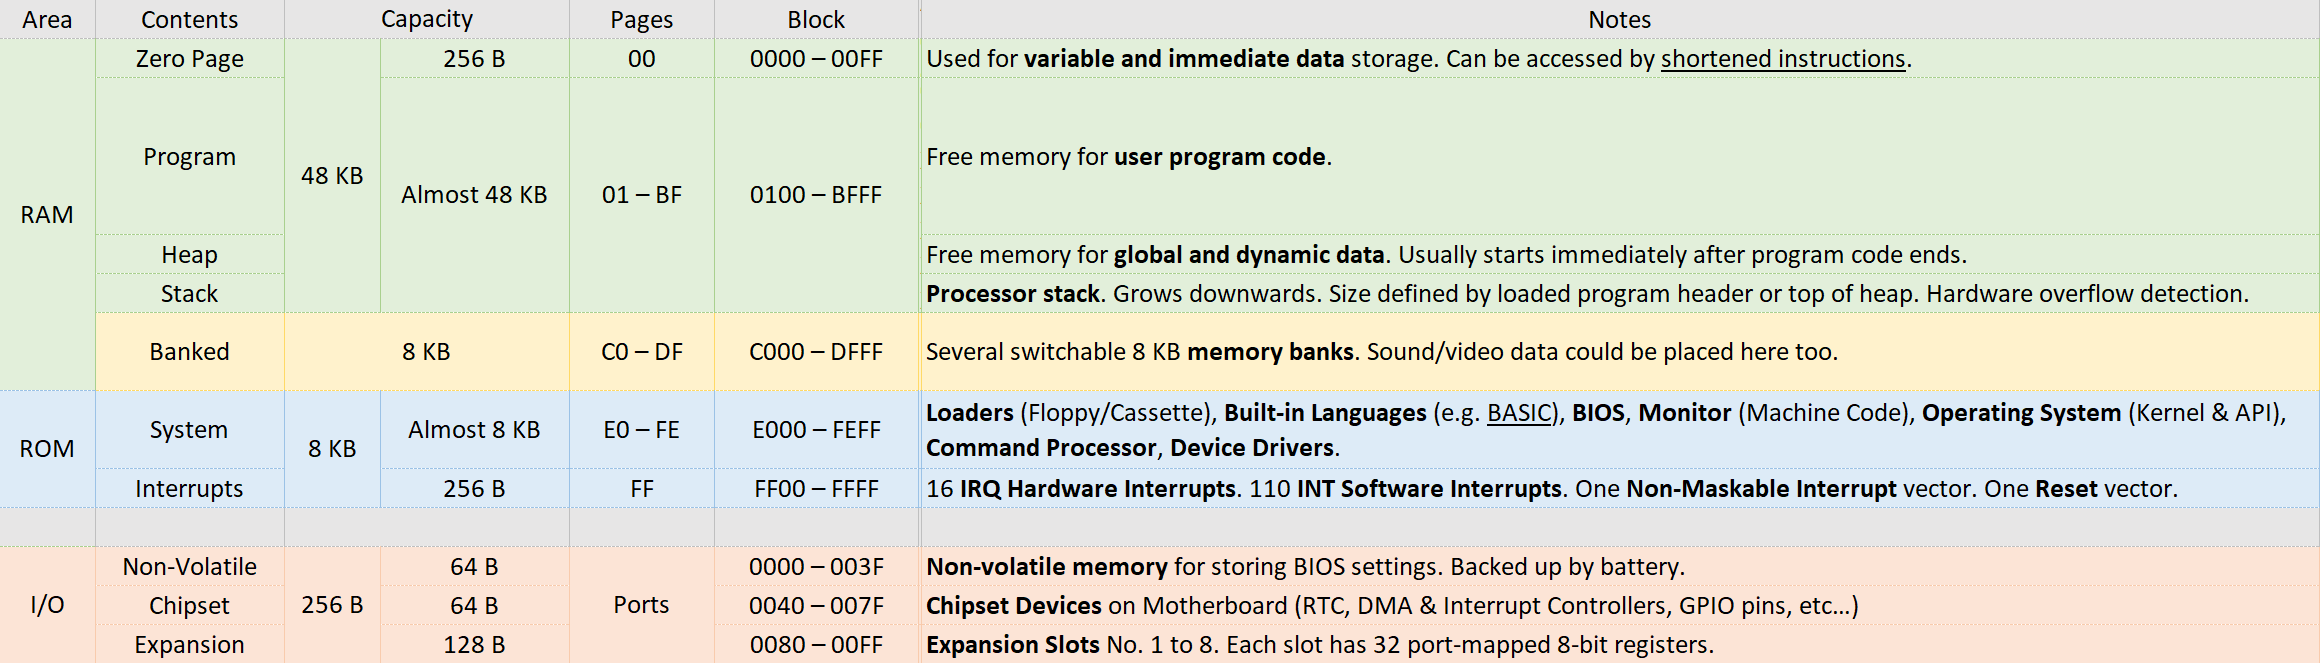 Area Contents Capacity Pages Block Notes
RAM
Zero Page 256 B 00 0000 – 00FF Used for variable and immediate data storage. Can be accessed by shortened instructions.
48 KB
Program Free memory for user program code.
Almost 48 KB 01 – BF 0100 – BFFF
Heap Free memory for global and dynamic data. Usually starts immediately after program code ends.
Stack Processor stack. Grows downwards. Size defined by loaded program header or top of heap. Hardware overflow detection.
Banked 8 KB C0 – DF C000 – DFFF Several switchable 8 KB memory banks. Sound/video data could be placed here too.
ROM
8 KB
System Almost 8 KB E0 – FE E000 – FEFF Loaders (Floppy/Cassette), Built-in Languages (e.g. BASIC), BIOS, Monitor (Machine Code), Operating System (Kernel & API),
Command Processor, Device Drivers.
Interrupts 256 B FF FF00 – FFFF 16 IRQ Hardware Interrupts. 110 INT Software Interrupts. One Non-Maskable Interrupt vector. One Reset vector.
I/O
256 B
Ports
Non-Volatile 64 B 0000 – 003F Non-volatile memory for storing BIOS settings. Backed up by battery.
Chipset 64 B 0040 – 007F Chipset Devices on Motherboard (RTC, DMA & Interrupt Controllers, GPIO pins, etc…)
Expansion 128 B 0080 – 00FF Expansion Slots No. 1 to 8. Each slot has 32 port-mapped 8-bit registers.